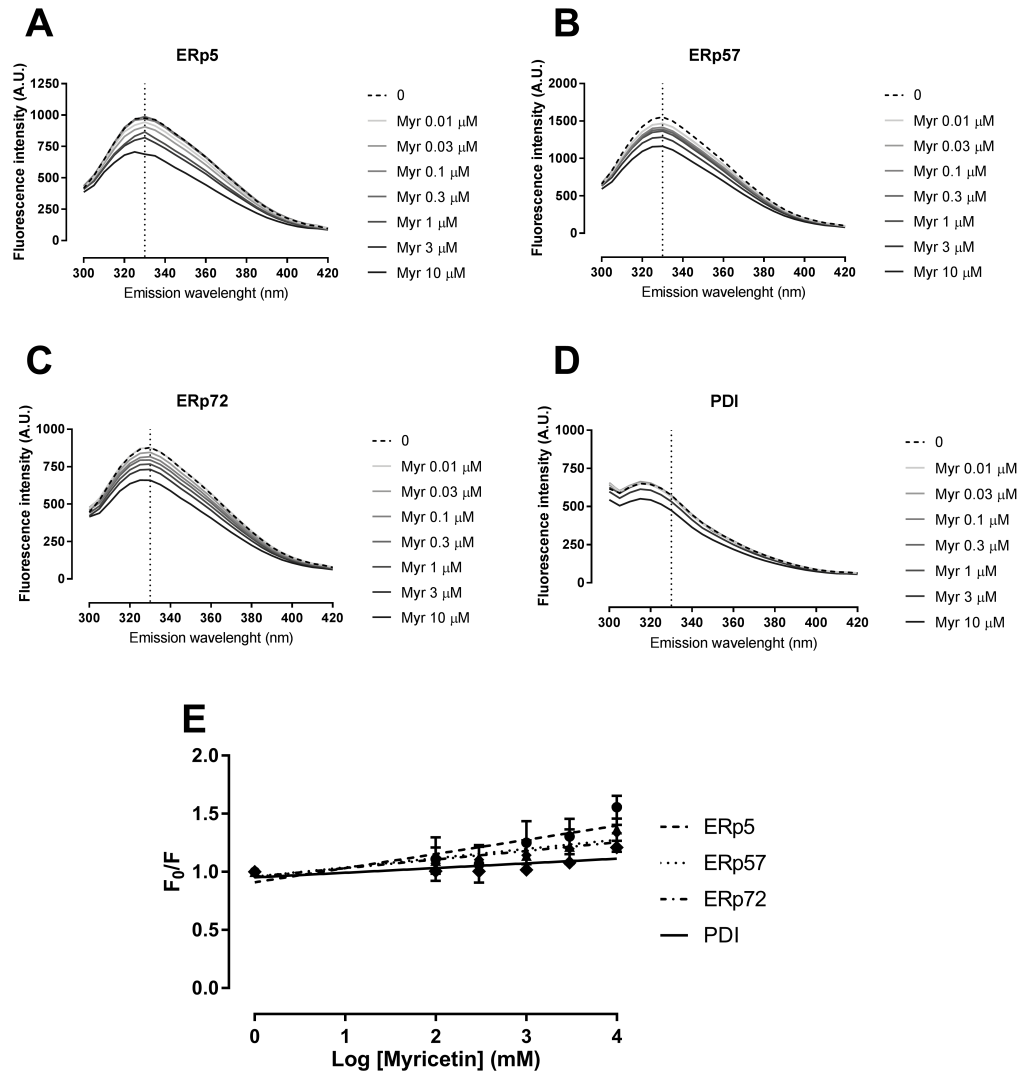 A
ERp5
Fluorescence intensity (A.U.)
1250
1000
750
500
250
0
300 320 340 360 380 400 420
Emission wavelenght (nm)
0
Myr 0.01 μM
Myr 0.03 μM
Myr 0.1 μM
Myr 0.3 μM
Myr 1 μM
Myr 3 μM
Myr 10 μM
B
ERp57
Fluorescence intensity (A.U.)
2000
1500
1000
500
0
300 320 340 360 380 400 420
Emission wavelenght (nm)
0
Myr 0.01 μM
Myr 0.03 μM
Myr 0.1 μM
Myr 0.3 μM
Myr 1 μM
Myr 3 μM
Myr 10 μM
C
ERp72
Fluorescence intensity (A.U.)
1000
750
500
250
0
300 320 340 360 380 400 420
Emission wavelenght (nm)
0
Myr 0.01 μM
Myr 0.03 μM
Myr 0.1 μM
Myr 0.3 μM
Myr 1 μM
Myr 3 μM
Myr 10 μM
D
PDI
Fluorescence intensity (A.U.)
1000
750
500
250
0
300 320 340 360 380 400 420
Emission wavelenght (nm)
0
Myr 0.01 μM
Myr 0.03 μM
Myr 0.1 μM
Myr 0.3 μM
Myr 1 μM
Myr 3 μM
Myr 10 μM
E
F0/F
2.0
1.5
1.0
0.5
0.0
0 1 2 3 4
Log [Myricetin] (mM)
ERp5
ERp57
ERp72
PDI